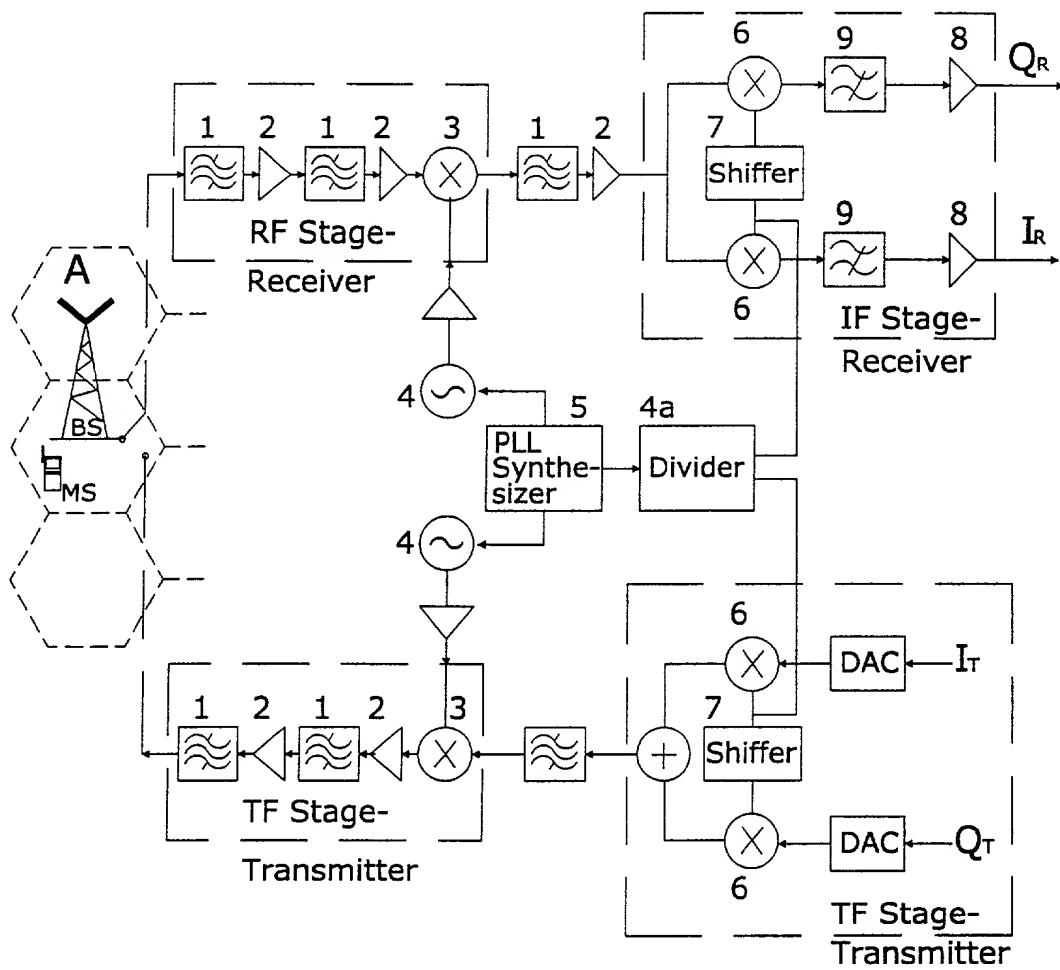 6
9
8
QR
1
2
1
2
3
1
2
7
Shiffer
RF Stage-
Receiver
9
8
IR
6
IF Stage-
Receiver
A
BS
MS
4
5
4a
PLL
Synthe-
sizer
Divider
4
6
DAC
IT
1
2
1
2
3
7
Shiffer
TF Stage-
Transmitter
DAC
QT
6
TF Stage-
Transmitter